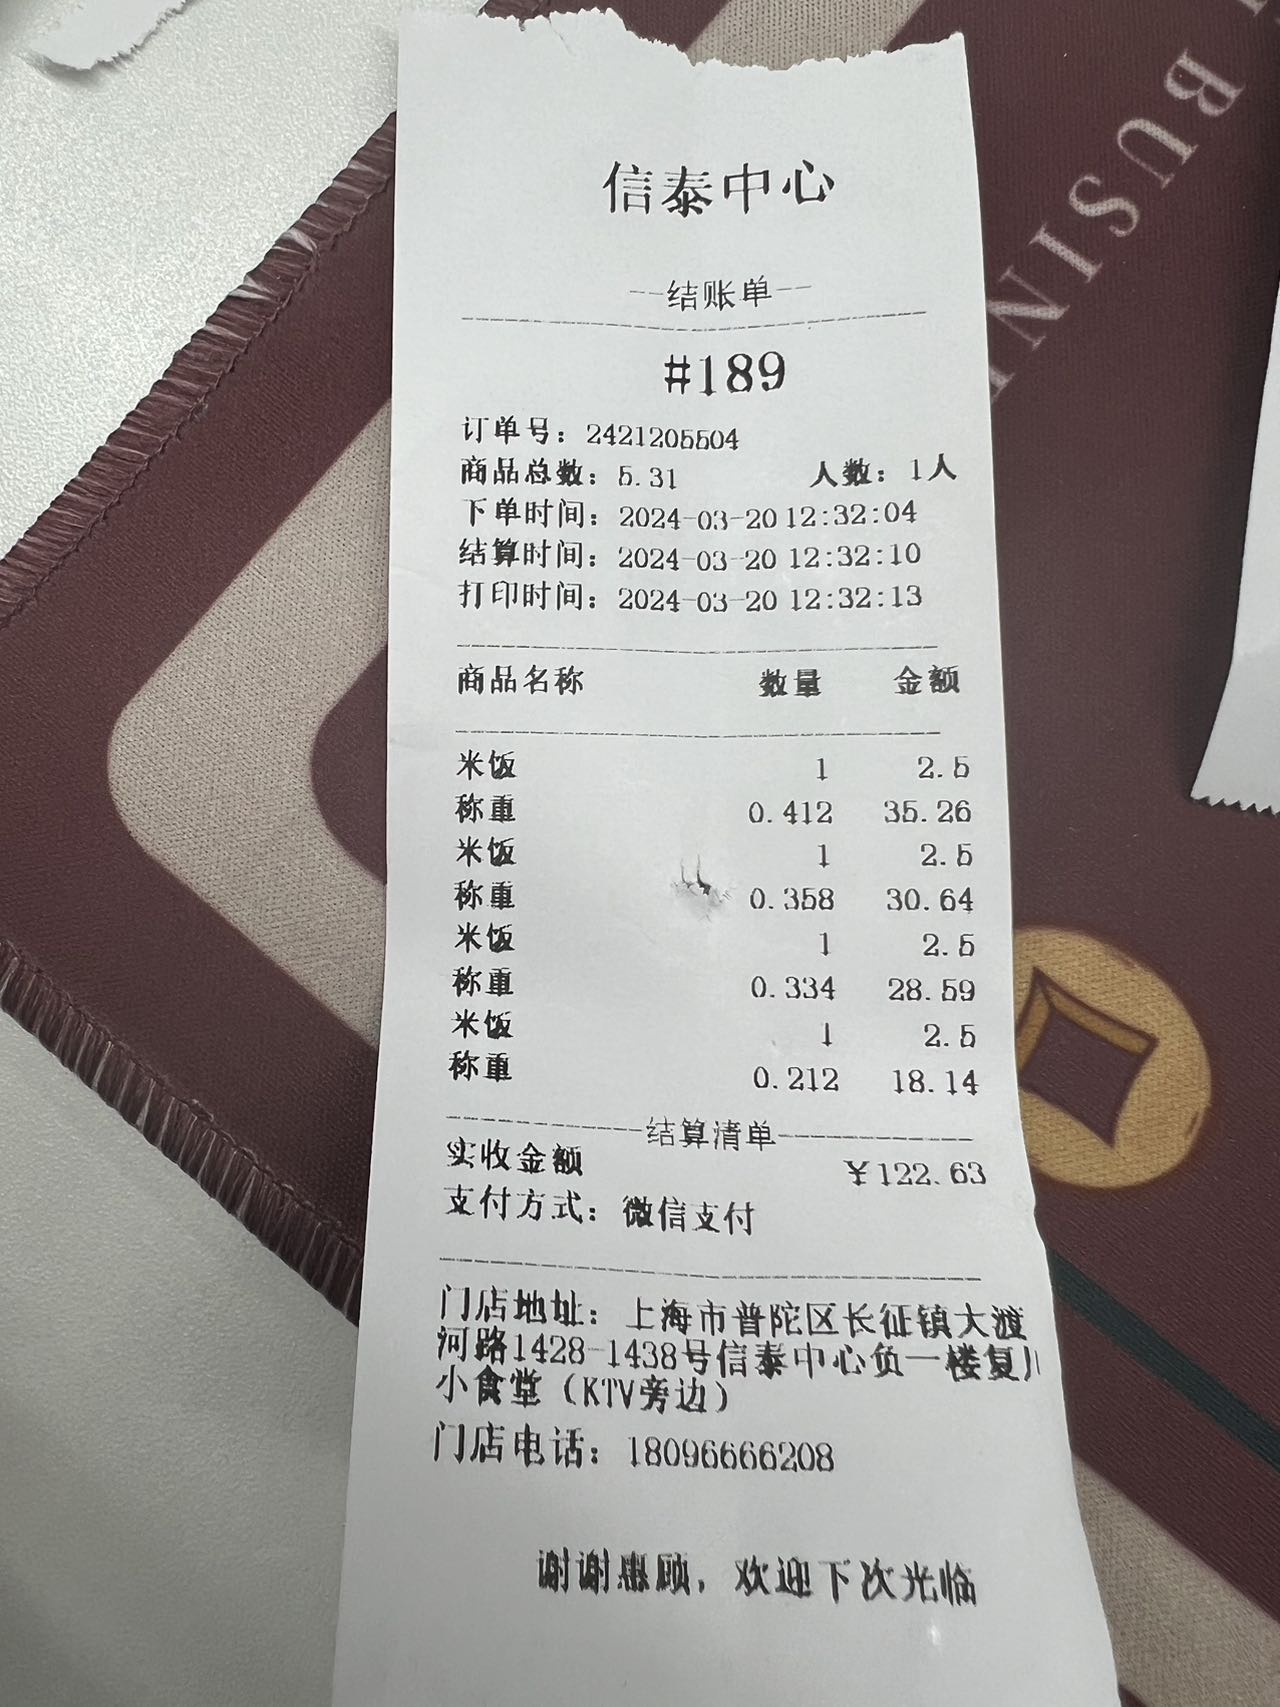 BUSINE
信泰中心
--结账单--
#189
订单号：2421205504
商品总数：5.31 人数：1人
下单时间：2024-03-20 12:32:04
结算时间：2024-03-20 12:32:10
打印时间：2024-03-20 12:32:13
商品名称 数量 金额
米饭 1 2.5
称重 0.412 35.26
米饭 1 2.5
称重 0.358 30.64
米饭 1 2.5
称重 0.334 28.59
米饭 1 2.5
称重 0.212 18.14
结算清单
实收金额 ￥122.63
支付方式：微信支付
门店地址：上海市普陀区长征镇大渡
河路1428-1438号信泰中心负一楼复
小食堂（KTV旁边）
门店电话：18096666208
谢谢惠顾，欢迎下次光临